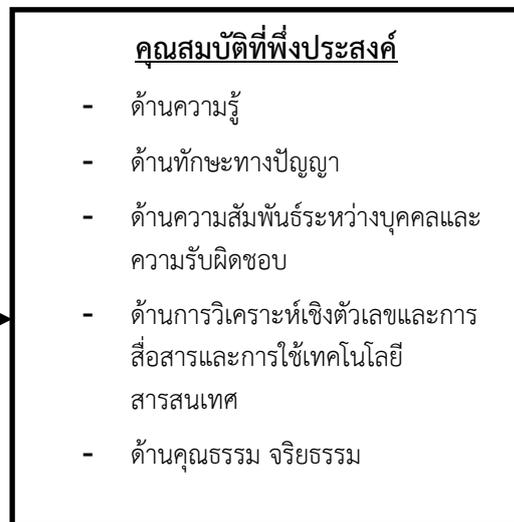 คุณสมบัติที่พึ่งประสงค์
- ด้านความรู้
- ด้านทักษะทางปัญญา
- ด้านความสัมพันธ์ระหว่างบุคคลและ
ความรับผิดชอบ
- ด้านการวิเคราะห์เชิงตัวเลขและการ
สื่อสารและการใช้เทคโนโลยี
สารสนเทศ
- ด้านคุณธรรม จริยธรรม